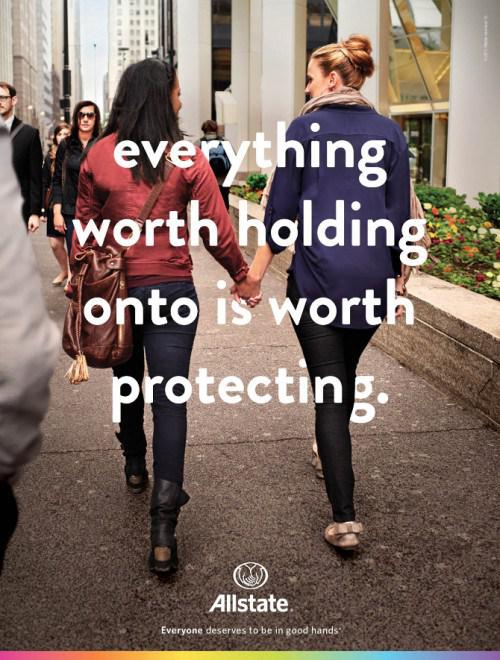 everything
worth holding
onto is worth
protecting.
Allstate
Everyone deserves to be in good hands